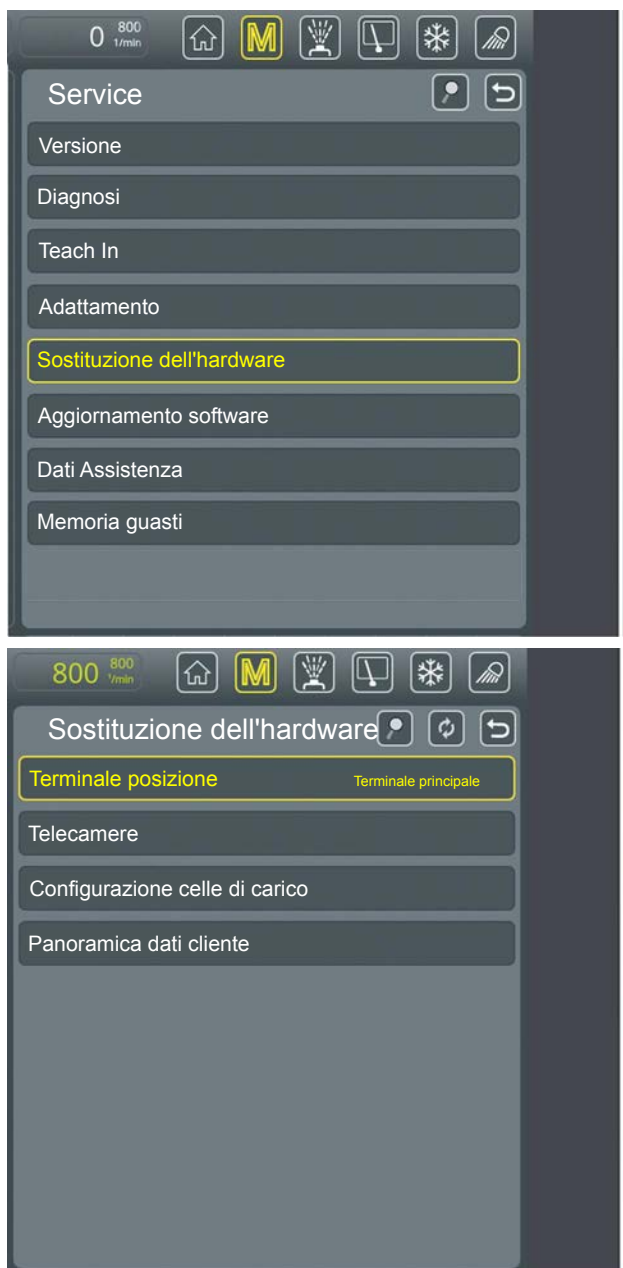 0 800 1/min M
Service
Versione
Diagnosi
Teach In
Adattamento
Sostituzione dell'hardware
Aggiornamento software
Dati Assistenza
Memoria guasti
800 800 1/min M
Sostituzione dell'hardware
Terminale posizione Terminale principale
Telecamere
Configurazione celle di carico
Panoramica dati cliente